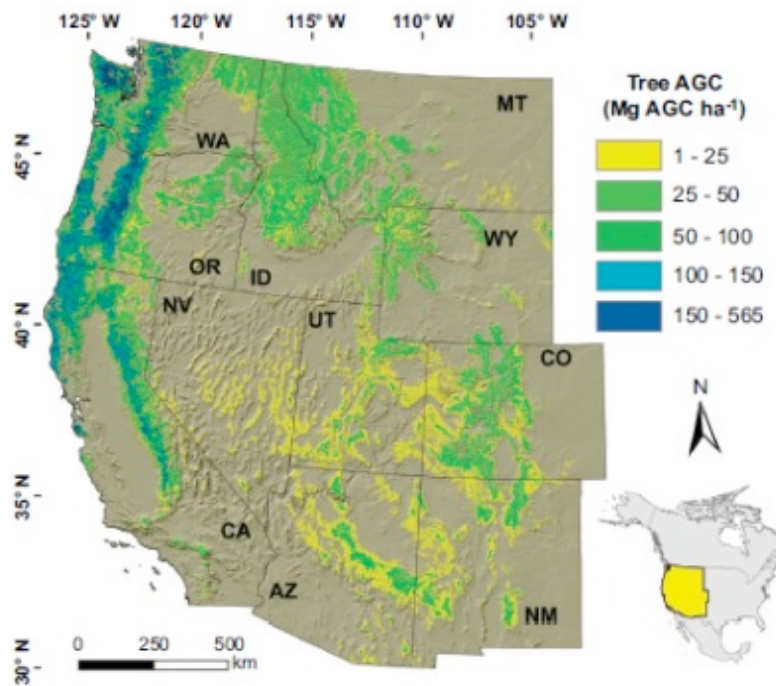 125° W 120° W 115° W 110° W 105° W
45° N
40° N
35° N
30° N
MT
WA
WY
OR
ID
NV
UT
CO
CA
AZ
NM
0 250 500
km
Tree AGC
(Mg AGC ha⁻¹)
1 - 25
25 - 50
50 - 100
100 - 150
150 - 565
N